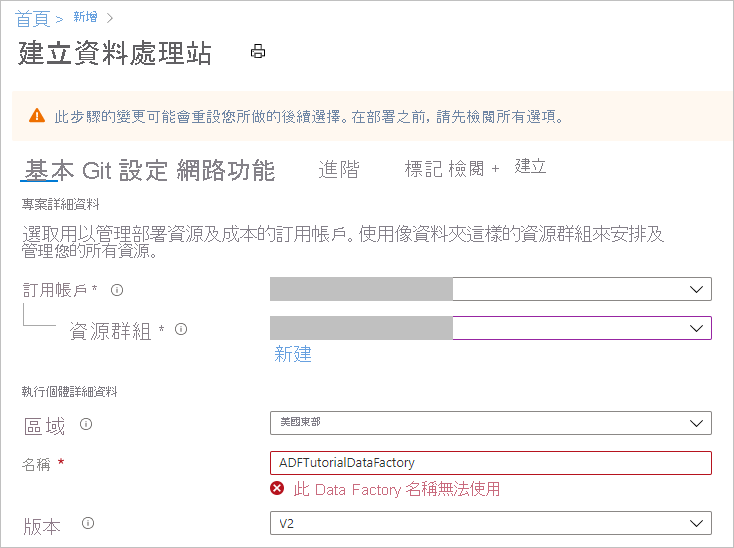 首頁 > 新增 >
建立資料處理站
此步驟的變更可能會重設您所做的後續選擇。在部署之前, 請先檢閱所有選項。
基本 Git 設定 網路功能 進階 標記 檢閱 + 建立
專案詳細資料
選取用以管理部署資源及成本的訂用帳戶。使用像資料夾這樣的資源群組來安排及
管理您的所有資源。
訂用帳戶 *
資源群組 *
新建
執行個體詳細資料
區域 美國東部
名稱 * ADFTutorialDataFactory
此 Data Factory 名稱無法使用
版本 V2